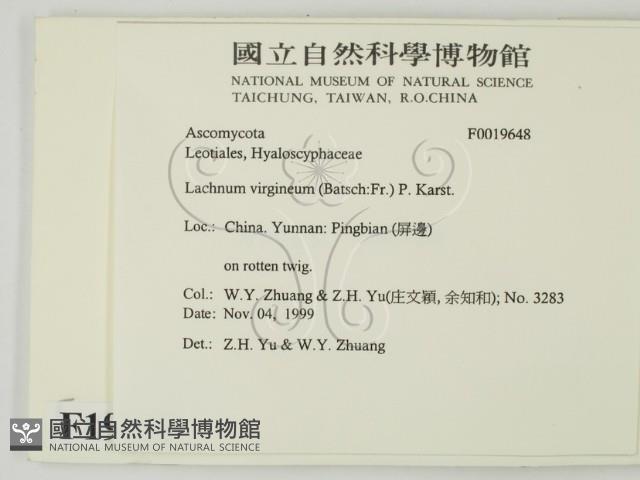 國立自然科學博物館
NATIONAL MUSEUM OF NATURAL SCIENCE
TAICHUNG, TAIWAN, R.O.CHINA
Ascomycota F0019648
Leotiales, Hyaloscyphaceae
Lachnum virgineum (Batsch:Fr.) P. Karst.
Loc.: China. Yunnan: Pingbian (屏邊)
on rotten twig.
Col.: W.Y. Zhuang & Z.H. Yu(庄文穎, 余知和); No. 3283
Date: Nov. 04, 1999
Det.: Z.H. Yu & W.Y. Zhuang
國立自然科學博物館
NATIONAL MUSEUM OF NATURAL SCIENCE